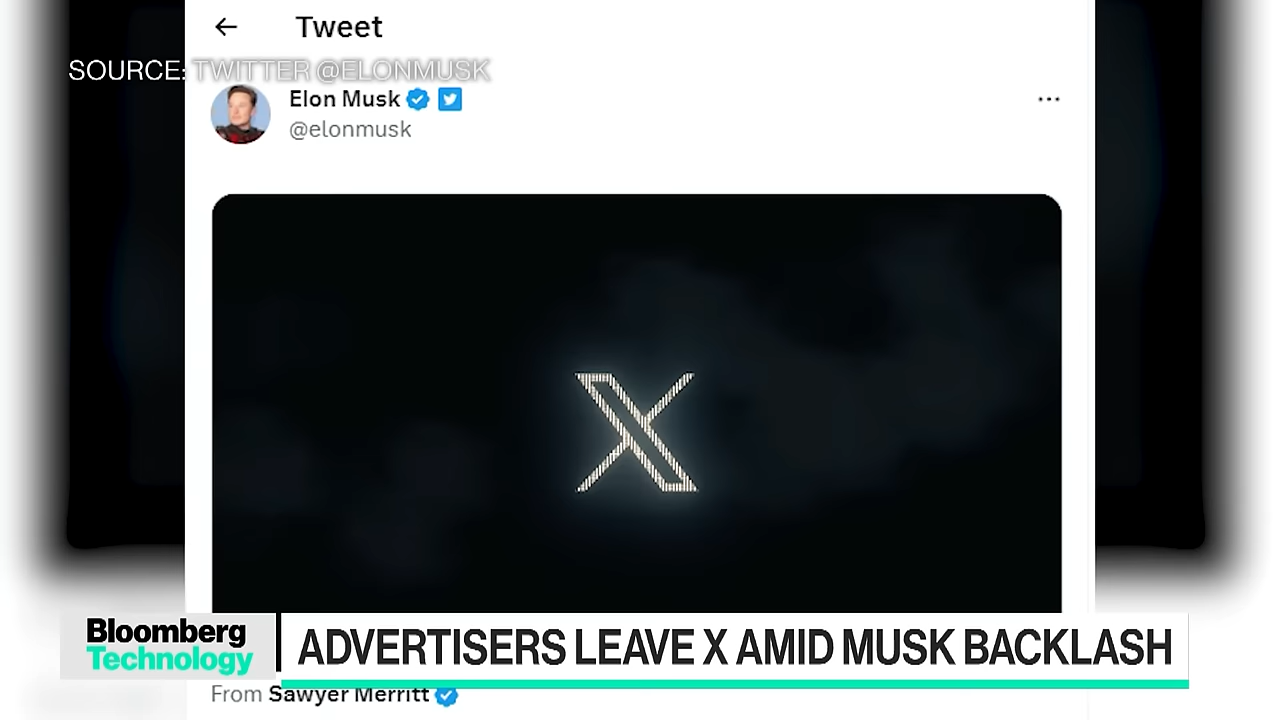 Tweet
SOURCE: TWITTER @ELONMUSK
Elon Musk
@elonmusk
X
Bloomberg
Technology
ADVERTISERS LEAVE X AMID MUSK BACKLASH
From Sawyer Merritt